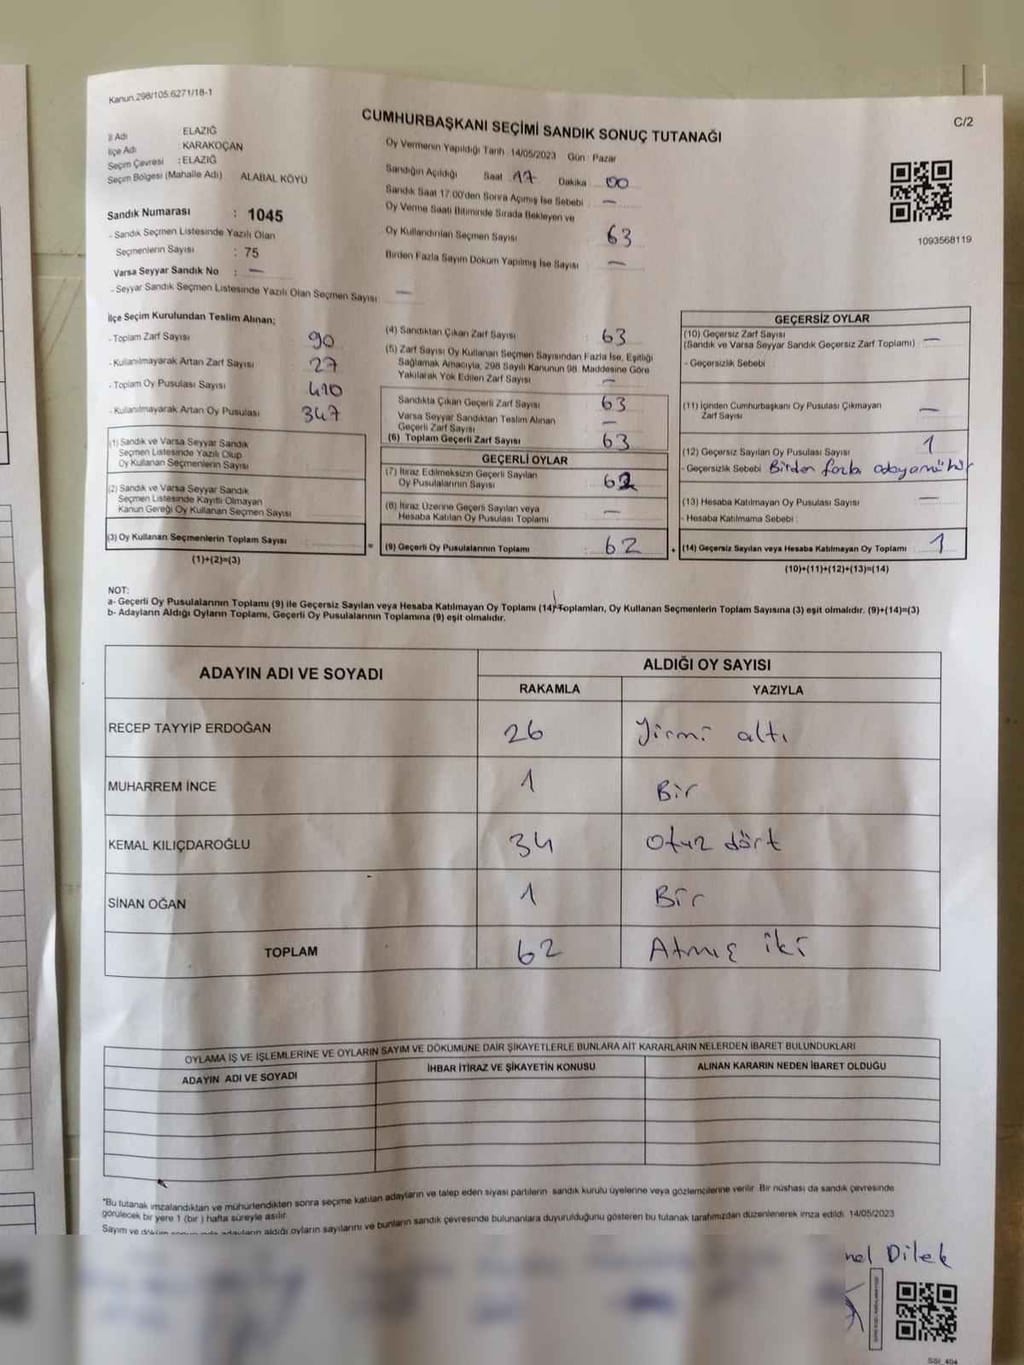 Kanun.298/105.6271/18-1
C/2
CUMHURBAŞKANI SEÇİMİ SANDIK SONUÇ TUTANAĞI
İl Adı ELAZIĞ
İlçe Adı : KARAKOÇAN
Seçim Çevresi : ELAZIĞ
Seçim Bölgesi (Mahalle Adı) ALABAL KÖYÜ
Sandık Numarası : 1045
- Sandık Seçmen Listesinde Yazılı Olan
Seçmenlerin Sayısı : 75
Varsa Seyyar Sandık No : —
- Seyyar Sandık Seçmen Listesinde Yazılı Olan Seçmen Sayısı —
Oy Vermenin Yapıldığı Tarih 14/05/2023 Gün : Pazar
Sandığın Açıldığı Saat 17 Dakika 00
Sandık Saat 17.00'den Sonra Açılmış İse Sebebi —
Oy Verme Saati Bitiminde Sırada Bekleyen ve
Oy Kullandırılan Seçmen Sayısı 63
Birden Fazla Sayım Döküm Yapılmış İse Sayısı —
1093568119
İlçe Seçim Kurulundan Teslim Alınan;
- Toplam Zarf Sayısı 90
- Kullanılmayarak Artan Zarf Sayısı 27
- Toplam Oy Pusulası Sayısı 410
- Kullanılmayarak Artan Oy Pusulası 347
(1) Sandık ve Varsa Seyyar Sandık
Seçmen Listesinde Yazılı Olup
Oy Kullanan Seçmenlerin Sayısı
(2) Sandık ve Varsa Seyyar Sandık
Seçmen Listesinde Kayıtlı Olmayan
Kanun Gereği Oy Kullanan Seçmen Sayısı
(3) Oy Kullanan Seçmenlerin Toplam Sayısı
(1)+(2)=(3)
(4) Sandıktan Çıkan Zarf Sayısı 63
(5) Zarf Sayısı Oy Kullanan Seçmen Sayısından Fazla İse, Eşitliği
Sağlamak Amacıyla, 298 Sayılı Kanunun 98. Maddesine Göre
Yakılarak Yok Edilen Zarf Sayısı —
Sandıkta Çıkan Geçerli Zarf Sayısı 63
Varsa Seyyar Sandıktan Teslim Alınan
Geçerli Zarf Sayısı —
(6) Toplam Geçerli Zarf Sayısı 63
GEÇERLİ OYLAR
(7) İtiraz Edilmeksizin Geçerli Sayılan
Oy Pusulalarının Sayısı 62
(8) İtiraz Üzerine Geçerli Sayılan veya
Hesaba Katılan Oy Pusulası Toplamı —
= (9) Geçerli Oy Pusulalarının Toplamı 62
GEÇERSİZ OYLAR
(10) Geçersiz Zarf Sayısı
(Sandık ve Varsa Seyyar Sandık Geçersiz Zarf Toplamı) —
- Geçersizlik Sebebi
(11) İçinden Cumhurbaşkanı Oy Pusulası Çıkmayan
Zarf Sayısı —
(12) Geçersiz Sayılan Oy Pusulası Sayısı 1
- Geçersizlik Sebebi Birden fazla adaya mühür
(13) Hesaba Katılmayan Oy Pusulası Sayısı —
- Hesaba Katılmama Sebebi :
+ (14) Geçersiz Sayılan veya Hesaba Katılmayan Oy Toplamı 1
(10)+(11)+(12)+(13)=(14)
NOT:
a- Geçerli Oy Pusulalarının Toplamı (9) ile Geçersiz Sayılan veya Hesaba Katılmayan Oy Toplamı (14) Toplamları, Oy Kullanan Seçmenlerin Toplam Sayısına (3) eşit olmalıdır. (9)+(14)=(3)
b- Adayların Aldığı Oyların Toplamı, Geçerli Oy Pusulalarının Toplamına (9) eşit olmalıdır.
ADAYIN ADI VE SOYADI
ALDIĞI OY SAYISI
RAKAMLA YAZIYLA
RECEP TAYYİP ERDOĞAN 26 Yirmi altı
MUHARREM İNCE 1 Bir
KEMAL KILIÇDAROĞLU 34 Otuz dört
SİNAN OĞAN 1 Bir
TOPLAM 62 Atmış iki
OYLAMA İŞ VE İŞLEMLERİNE VE OYLARIN SAYIM VE DÖKÜMÜNE DAİR ŞİKAYETLERLE BUNLARA AİT KARARLARIN NELERDEN İBARET BULUNDUKLARI
ADAYIN ADI VE SOYADI İHBAR İTİRAZ VE ŞİKAYETİN KONUSU ALINAN KARARIN NEDEN İBARET OLDUĞU
*Bu tutanak imzalandıktan ve mühürlendikten sonra seçime katılan adayların ve talep eden siyasi partilerin sandık kurulu üyelerine veya gözlemcilerine verilir. Bir nüshası da sandık çevresinde
görülecek bir yere 1 (bir) hafta süreyle asılır.
Sayım ve döküm adayların aldığı oyların sayılarını ve bunların sandık çevresinde bulunanlara duyurulduğunu gösteren bu tutanak tarafımızdan düzenlenerek imza edildi. 14/05/2023
nel Dilek